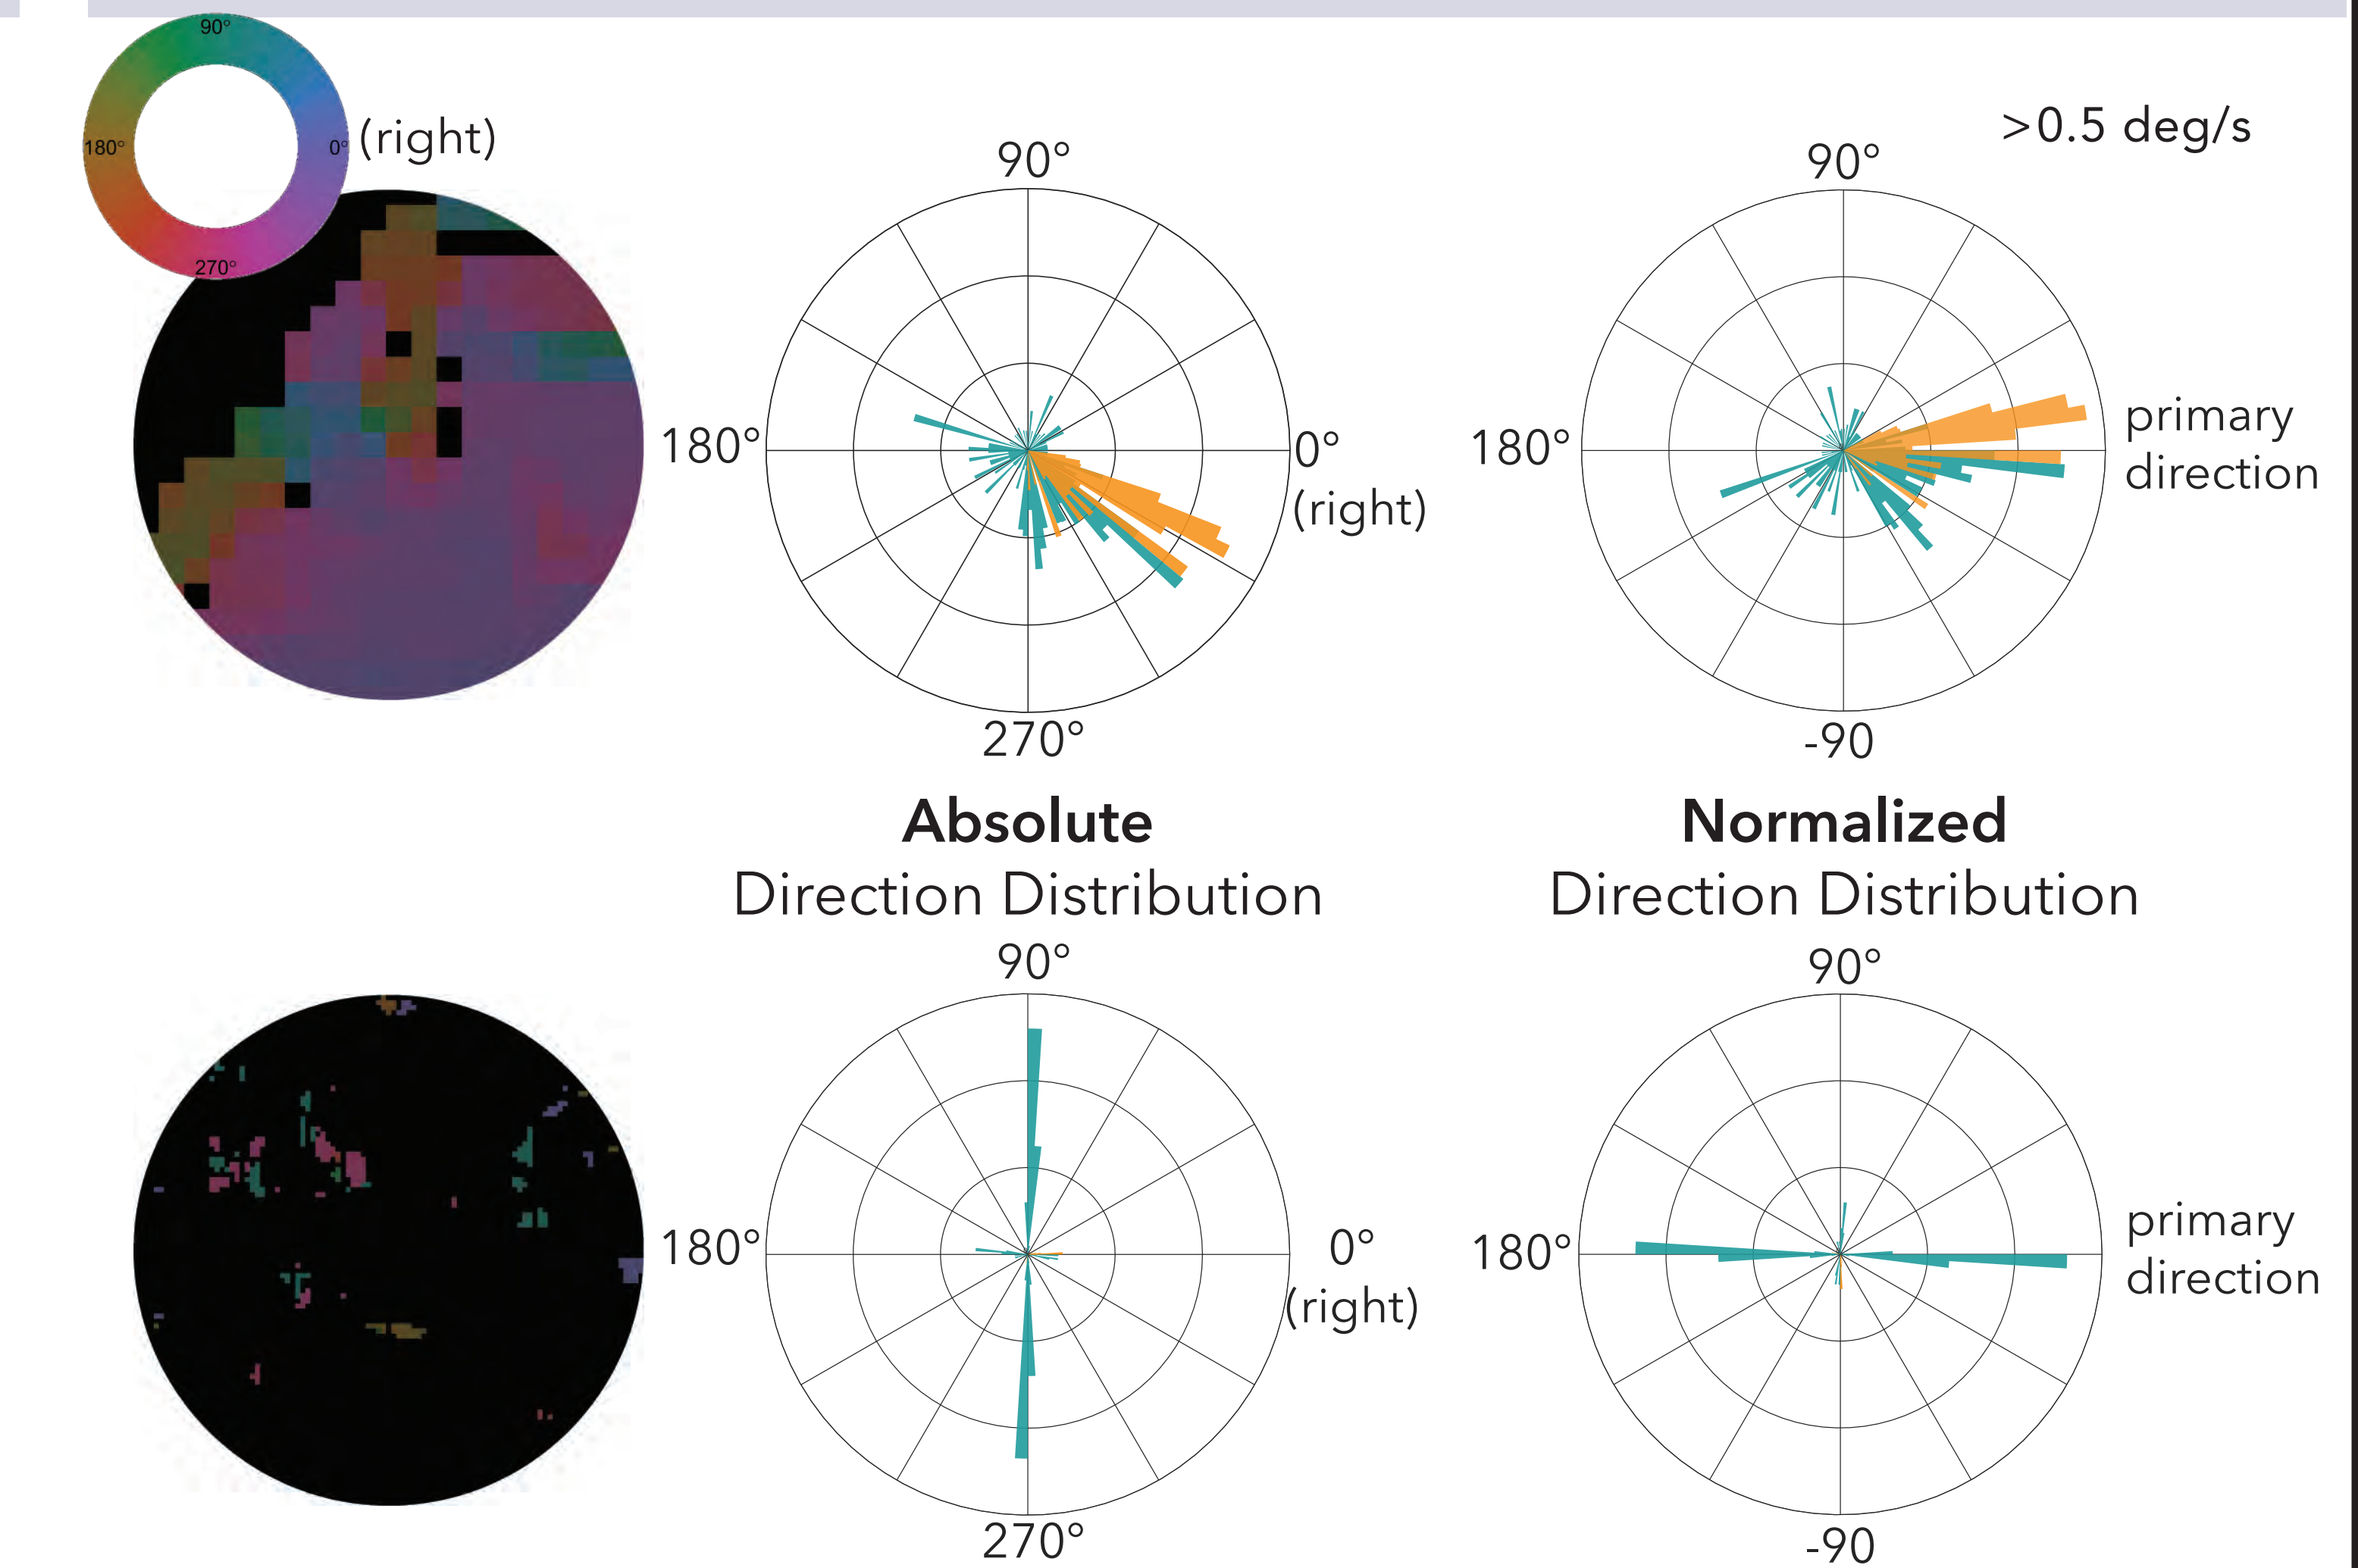 90°
180°
0°
(right)
270°
>0.5 deg/s
90°
180°
0°
(right)
270°
90°
180°
primary
direction
-90
Absolute
Direction Distribution
Normalized
Direction Distribution
90°
180°
0°
(right)
270°
90°
180°
primary
direction
-90